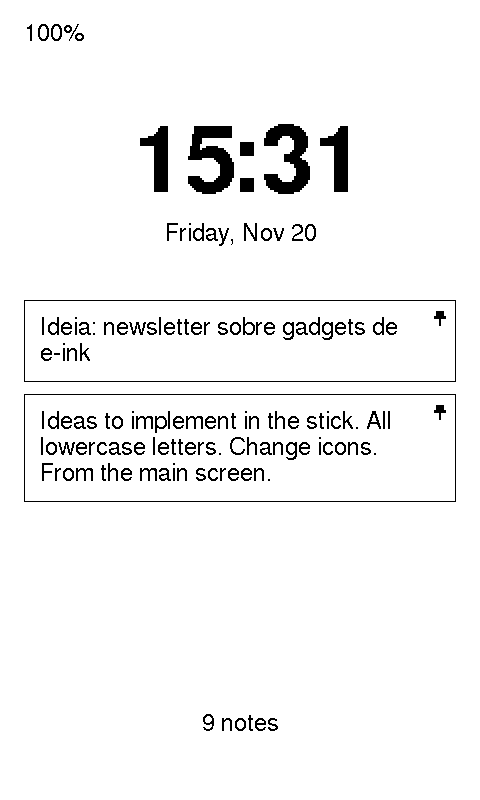 100%
15:31
Friday, Nov 20
Ideia: newsletter sobre gadgets de
e-ink
Ideas to implement in the stick. All
lowercase letters. Change icons.
From the main screen.
9 notes